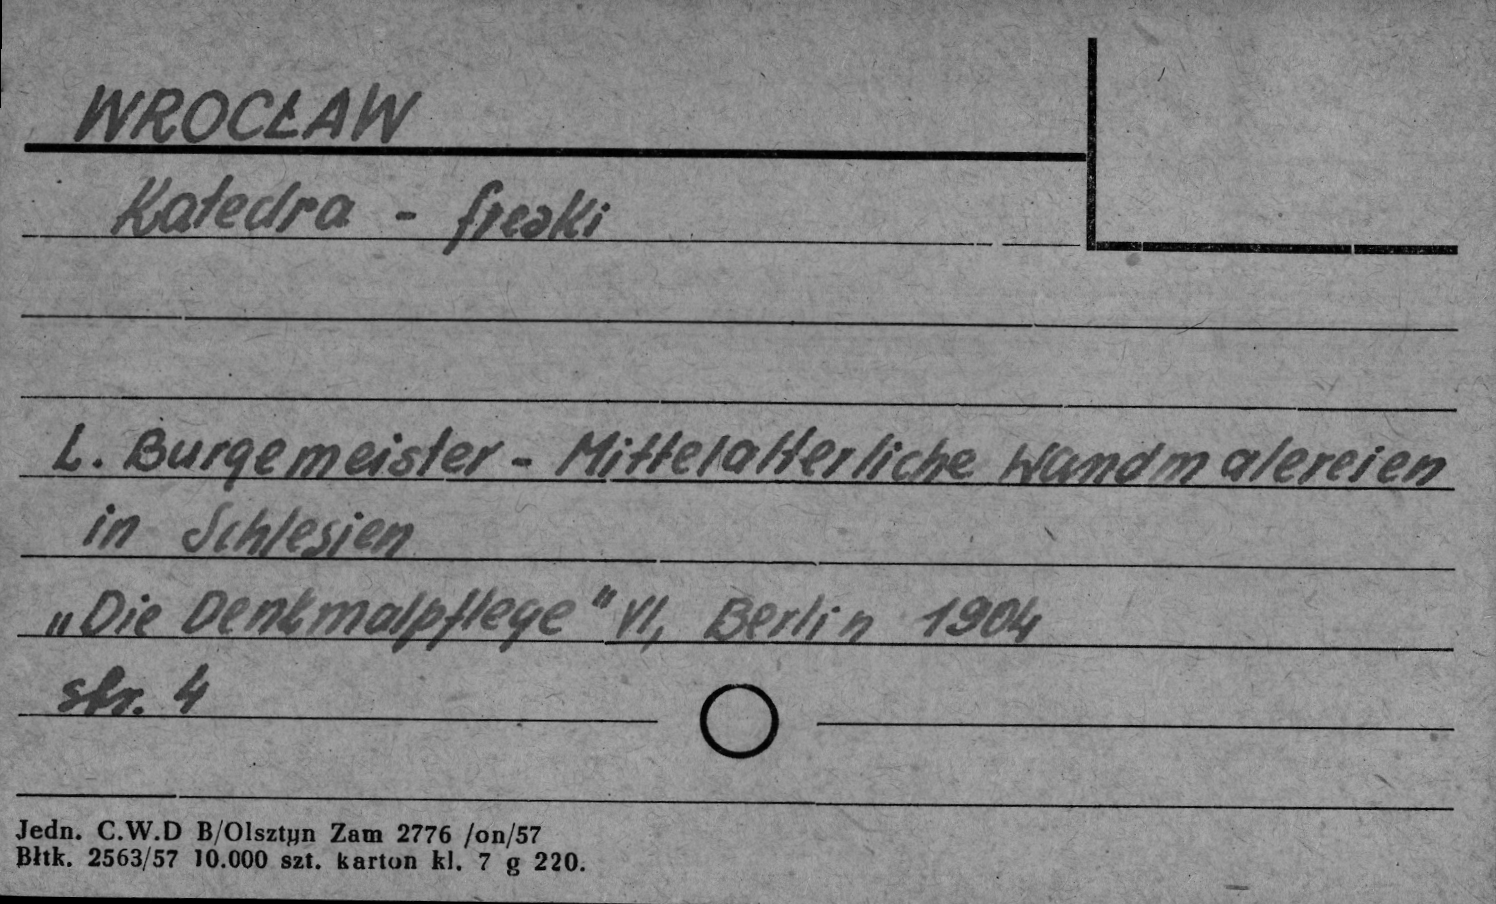 WROCŁAW
Katedra - freski
L. Burgemeister - Mittelalterliche Wandmalereien
in Schlesien
„Die Denkmalpflege" VI, Berlin 1904
str. 4
Jedn. C.W.D B/Olsztyn Zam 2776 /on/57
Błtk. 2563/57 10.000 szt. karton kl. 7 g 220.